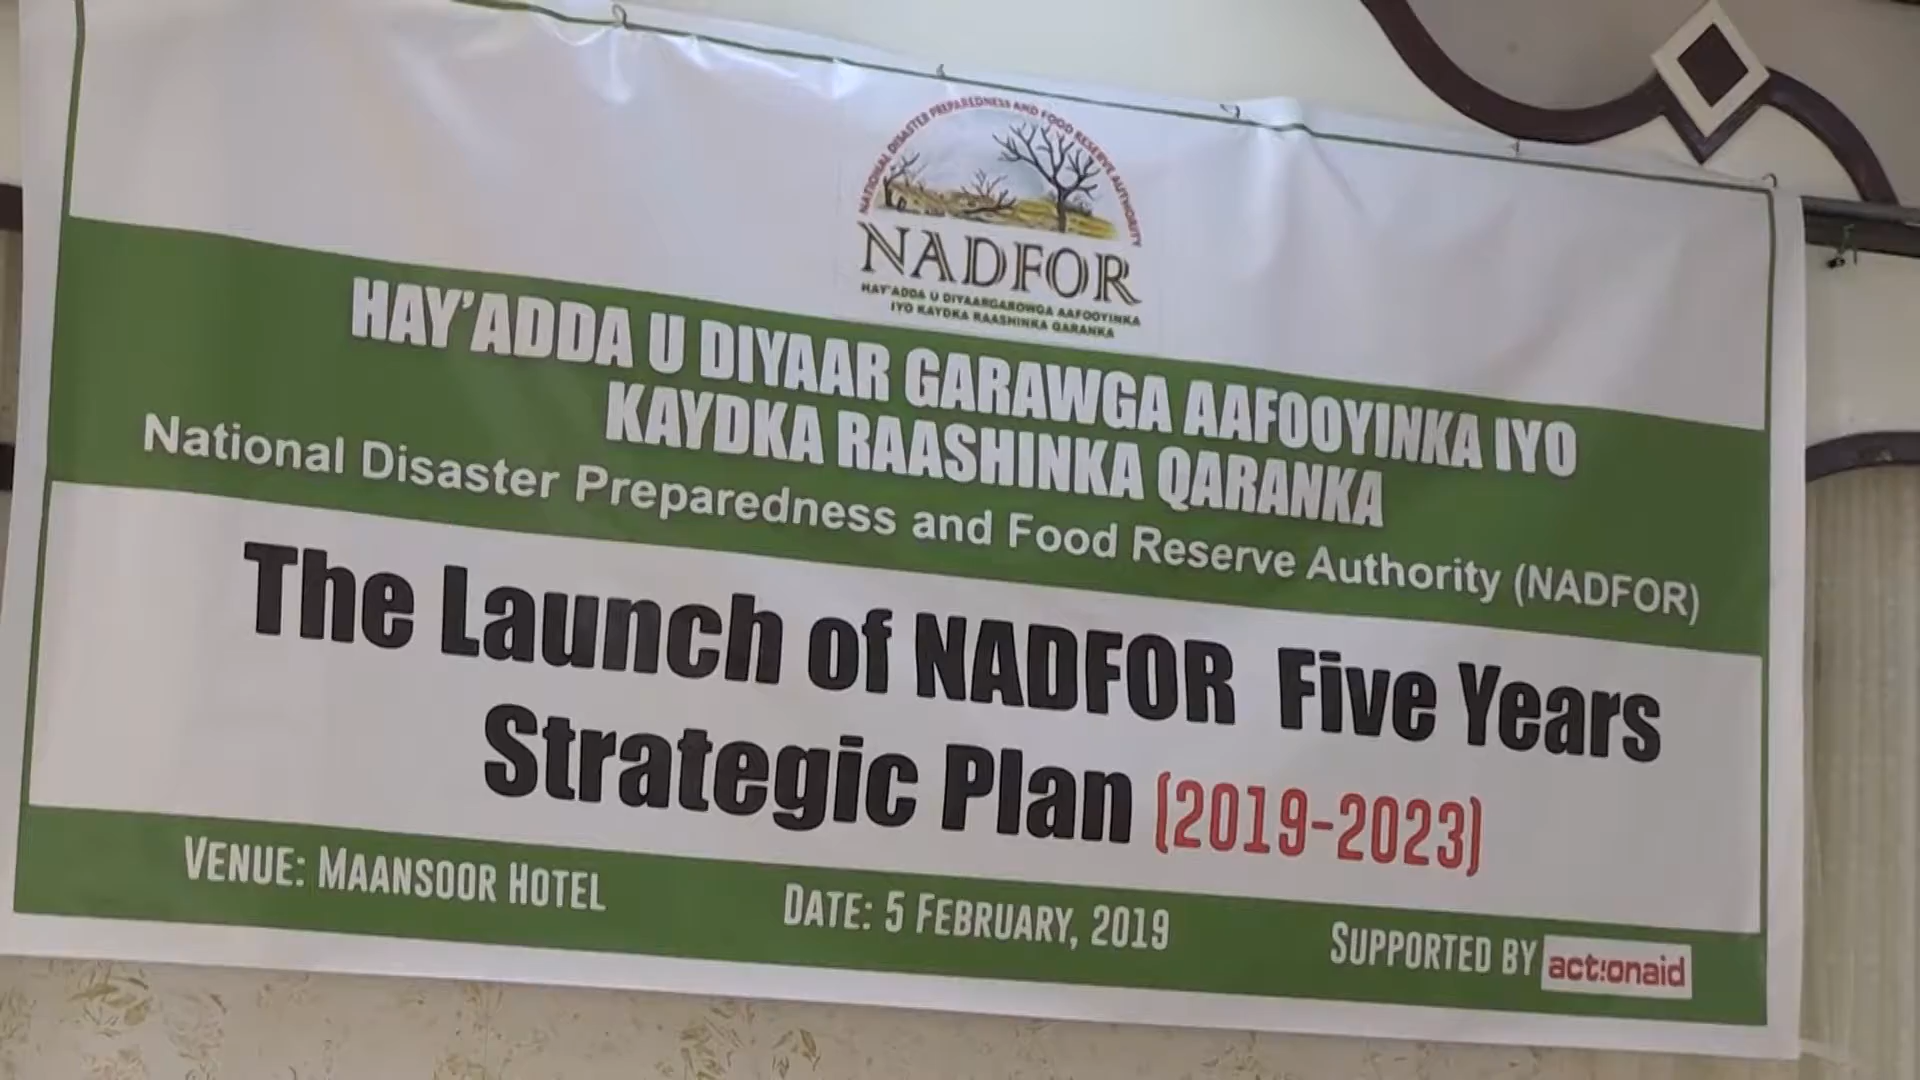 NATIONAL DISASTER PREPAREDNESS AND FOOD RESERVE AUTHORITY
NADFOR
HAY'ADDA U DIYAARGAROWGA AAFOOYINKA
IYO KAYDKA RAASHINKA QARANKA
HAY'ADDA U DIYAAR GARAWGA AAFOOYINKA IYO
KAYDKA RAASHINKA QARANKA
National Disaster Preparedness and Food Reserve Authority (NADFOR)
The Launch of NADFOR Five Years
Strategic Plan (2019-2023)
VENUE: MAANSOOR HOTEL
DATE: 5 FEBRUARY, 2019
SUPPORTED BY act!onaid